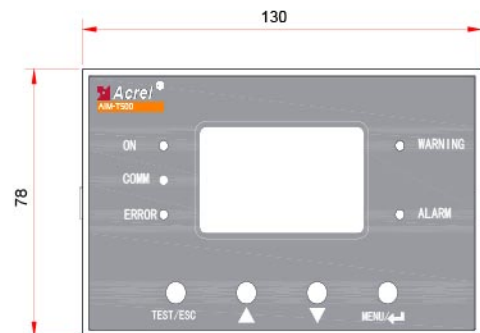 130
78
Acrel®
AIM-T500
ON
WARNING
COMM
ERROR
ALARM
TEST/ESC ▲ ▼ MENU/↵